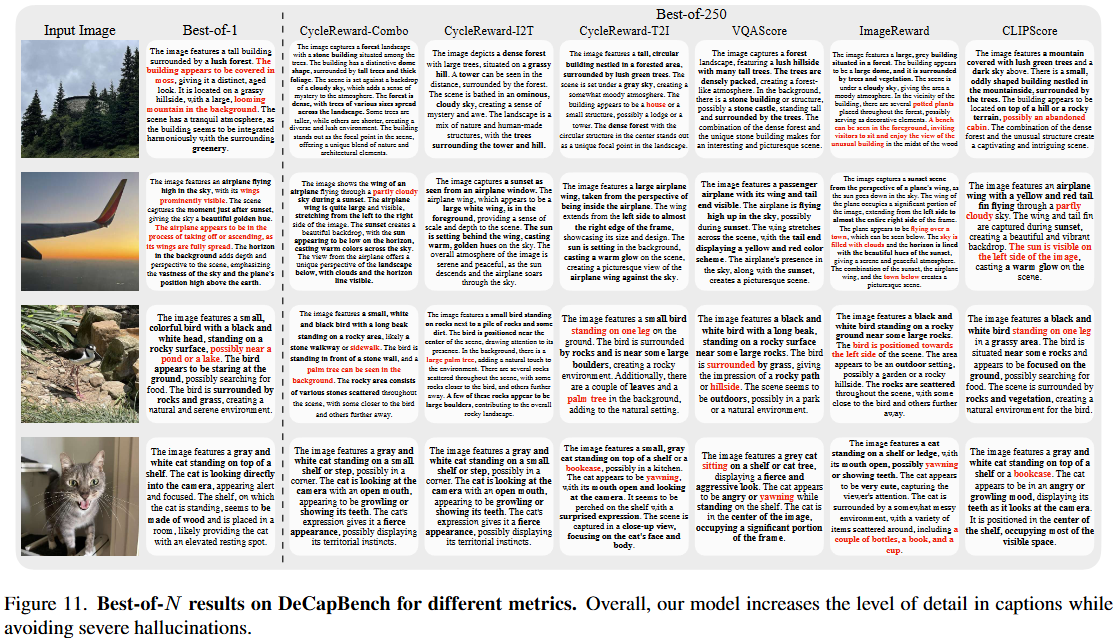 Best-of-250
Input Image
Best-of-1
CycleReward-Combo
CycleReward-I2T
CycleReward-T2I
VQAScore
ImageReward
CLIPScore
The image features a tall building
surrounded by a lush forest. The
building appears to be covered in
moss, giving it a distinct, aged
look. It is located on a grassy
hillside, with a large, looming
mountain in the background. The
scene has a tranquil atmosphere, as
the building seems to be integrated
harmoniously with the surrounding
greenery.
The image captures a forest landscape
with a stone building situated among the
trees. The building has a distinctive dome
shape, surrounded by tall trees and thick
foliage. The scene is set against a backdrop
of a cloudy sky, which adds a sense of
mystery to the atmosphere. The forest is
dense, with trees of various sizes spread
across the landscape. Some trees are
taller, while others are shorter, creating a
diverse and lush environment. The building
stands out as the focal point in the scene,
offering a unique blend of nature and
architectural elements.
The image depicts a dense forest
with large trees, situated on a grassy
hill. A tower can be seen in the
distance, surrounded by the forest.
The scene is bathed in an ominous,
cloudy sky, creating a sense of
mystery and awe. The landscape is a
mix of nature and human-made
structures, with the trees
surrounding the tower and hill.
The image features a tall, circular
building nestled in a forested area,
surrounded by lush green trees. The
scene is set under a gray sky, creating a
somewhat moody atmosphere. The
building appears to be a house or a
small structure, possibly a lodge or a
tower. The dense forest with the
circular structure in the center stands out
as a unique focal point in the landscape.
The image captures a forest
landscape, featuring a lush hillside
with many tall trees. The trees are
densely packed, creating a forest-
like atmosphere. In the background,
there is a stone building or structure,
possibly a stone castle, standing tall
and surrounded by the trees. The
combination of the dense forest and
the unique stone building makes for
an interesting and picturesque scene.
The image features a large, grey building
situated in a forest. The building appears to
be a large dome, and it is surrounded
by trees and vegetation. The scene is
under a cloudy sky, giving the area a
moody atmosphere. In the vicinity of the
building, there are several potted plants
placed throughout the forest, possibly
serving as decorative elements. A bench
can be seen in the foreground, inviting
visitors to sit and enjoy the view of the
unusual building in the midst of the wood
The image features a mountain
covered with lush green trees and a
dark sky above. There is a small,
oddly shaped building nestled in
the mountainside, surrounded by
the trees. The building appears to be
located on top of a hill or a rocky
terrain, possibly an abandoned
cabin. The combination of the dense
forest and the unusual structure creates
a captivating and intriguing scene.
The image features an airplane flying
high in the sky, with its wings
prominently visible. The scene
captures the moment just after sunset,
giving the sky a beautiful golden hue.
The airplane appears to be in the
process of taking off or ascending, as
its wings are fully spread. The horizon
in the background adds depth and
perspective to the scene, emphasizing
the vastness of the sky and the plane's
position high above the earth.
The image shows the wing of an
airplane flying through a partly cloudy
sky during a sunset. The airplane
wing is quite large and visible,
stretching from the left to the right
side of the image. The sunset creates a
beautiful backdrop, with the sun
appearing to be low on the horizon,
casting warm colors across the sky.
The view from the airplane offers a
unique perspective of the landscape
below, with clouds and the horizon
line visible.
The image captures a sunset as
seen from an airplane window. The
airplane wing, which appears to be a
large white wing, is in the
foreground, providing a sense of
scale and depth to the scene. The sun
is setting behind the wing, casting
warm, golden hues on the sky. The
overall atmosphere of the image is
serene and peaceful, as the sun
descends and the airplane soars
through the sky.
The image features a large airplane
wing, taken from the perspective of
being inside the airplane. The wing
extends from the left side to almost
the right edge of the frame,
showcasing its size and design. The
sun is setting in the background,
casting a warm glow on the scene,
creating a picturesque view of the
airplane wing against the sky.
The image features a passenger
airplane with its wing and tail
end visible. The airplane is flying
high up in the sky, possibly
during a sunset. The wing stretches
across the scene, with the tail end
displaying a yellow and red color
scheme. The airplane's presence in
the sky, along with the sunset,
creates a picturesque scene.
The image captures a sunset scene
from the perspective of a plane's wing, as
the sun goes down in the sky. The wing of
the plane occupies a significant portion of
the image, extending from the left side to
almost the entire right side of the frame.
The plane appears to be flying over a
town, which can be seen below. The sky is
filled with clouds and the horizon is lined
with the beautiful hues of the sunset,
giving a serene and peaceful atmosphere.
The combination of the sunset, the airplane
wing, and the town below creates a
picturesque scene.
The image features an airplane
wing with a yellow and red tail
fin flying through a partly
cloudy sky. The wing and tail fin
are captured during sunset,
creating a beautiful and vibrant
backdrop. The sun is visible on
the left side of the image,
casting a warm glow on the
scene.
The image features a small,
colorful bird with a black and
white head, standing on a
rocky surface, possibly near a
pond or a lake. The bird
appears to be staring at the
ground, possibly searching for
food. The bird is surrounded by
rocks and grass, creating a
natural and serene environment.
The image features a small, white
and black bird with a long beak
standing on a rocky area, likely a
stone walkway or sidewalk. The bird is
standing in front of a stone wall, and a
palm tree can be seen in the
background. The rocky area consists
of various stones scattered throughout
the scene, with some closer to the bird
and others further away.
The image features a small bird standing
on rocks next to a pile of rocks and some
dirt. The bird is positioned near the
center of the scene, drawing attention to its
presence. In the background, there is a
large palm tree, adding a natural touch to
the environment. There are several rocks
scattered throughout the scene, with some
rocks closer to the bird, and others further
away. A few of these rocks appear to be
large boulders, contributing to the overall
rocky landscape.
The image features a small bird
standing on one leg on the
ground. The bird is surrounded
by rocks and is near some large
boulders, creating a rocky
environment. Additionally, there
are a couple of leaves and a
palm tree in the background,
adding to the natural setting.
The image features a black and
white bird with a long beak,
standing on a rocky surface
near some large rocks. The bird
is surrounded by grass, giving
the impression of a rocky path
or hillside. The scene seems to
be outdoors, possibly in a park
or a natural environment.
The image features a black and
white bird standing on a rocky
ground near some large rocks.
The bird is positioned towards
the left side of the scene. The area
appears to be an outdoor setting,
possibly a garden or a rocky
hillside. The rocks are scattered
throughout the scene, with some
close to the bird and others further
away.
The image features a black and
white bird standing on one leg
in a grassy area. The bird is
situated near some rocks and
appears to be focused on the
ground, possibly searching for
food. The scene is surrounded by
rocks and vegetation, creating a
natural environment for the bird.
The image features a gray and
white cat standing on top of a
shelf. The cat is looking directly
into the camera, appearing alert
and focused. The shelf, on which
the cat is standing, seems to be
made of wood and is placed in a
room, likely providing the cat
with an elevated resting spot.
The image features a gray and
white cat standing on a small
shelf or step, possibly in a
corner. The cat is looking at the
camera with an open mouth,
appearing to be growling or
showing its teeth. The cat's
expression gives it a fierce
appearance, possibly displaying
its territorial instincts.
The image features a gray and
white cat standing on a small
shelf or step, possibly in a
corner. The cat is looking at the
camera with an open mouth,
appearing to be growling or
showing its teeth. The cat's
expression gives it a fierce
appearance, possibly displaying
its territorial instincts.
The image features a small, gray
cat standing on top of a shelf or a
bookcase, possibly in a kitchen.
The cat appears to be yawning,
with its mouth open and looking
at the camera. It seems to be
perched on the shelf with a
surprised expression. The scene is
captured in a close-up view,
focusing on the cat's face and
body.
The image features a grey cat
sitting on a shelf or cat tree,
displaying a fierce and
aggressive look. The cat appears
to be angry or yawning while
standing on the shelf. The cat is
in the center of the image,
occupying a significant portion
of the frame.
The image features a cat
standing on a shelf or ledge, with
its mouth open, possibly yawning
or showing teeth. The cat appears
to be very cute, capturing the
viewer's attention. The cat is
surrounded by a somewhat messy
environment, with a variety of
items scattered around, including a
couple of bottles, a book, and a
cup.
The image features a gray and
white cat standing on top of a
shelf or a bookcase. The cat
appears to be in an angry or
growling mood, displaying its
teeth as it looks at the camera.
It is positioned in the center of
the shelf, occupying most of the
visible space.
Figure 11. Best-of-N results on DeCapBench for different metrics. Overall, our model increases the level of detail in captions while
avoiding severe hallucinations.